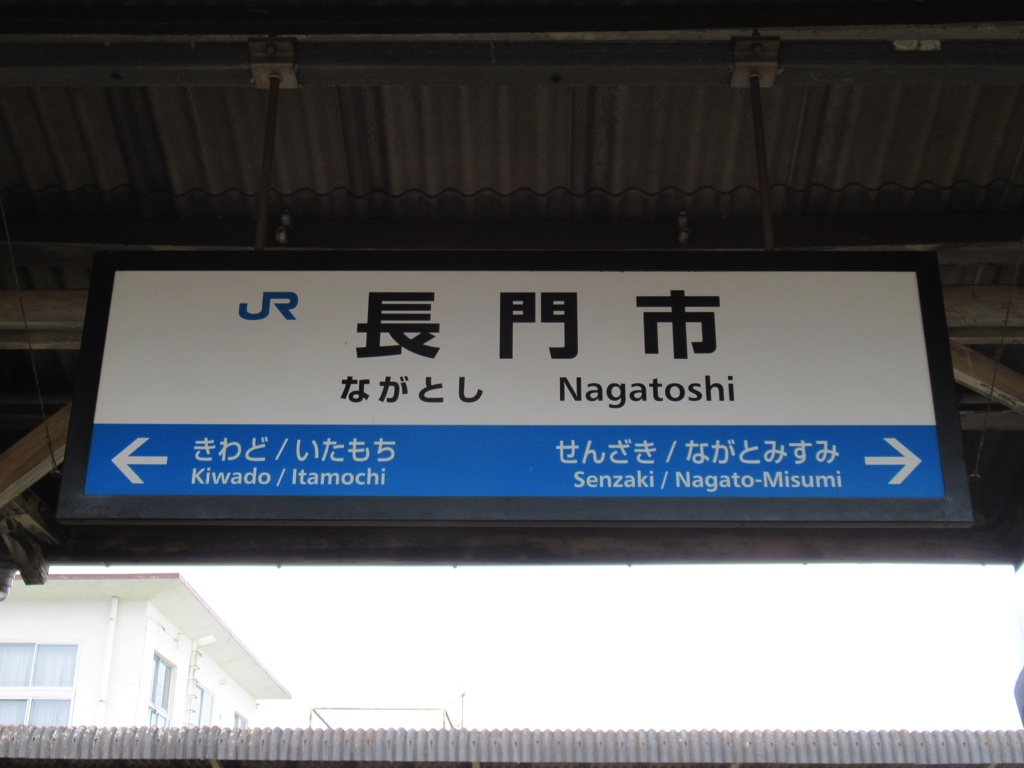 JR 長門市
ながとし Nagatoshi
← きわど / いたもち せんざき / ながとみすみ →
Kiwado / Itamochi Senzaki / Nagato-Misumi